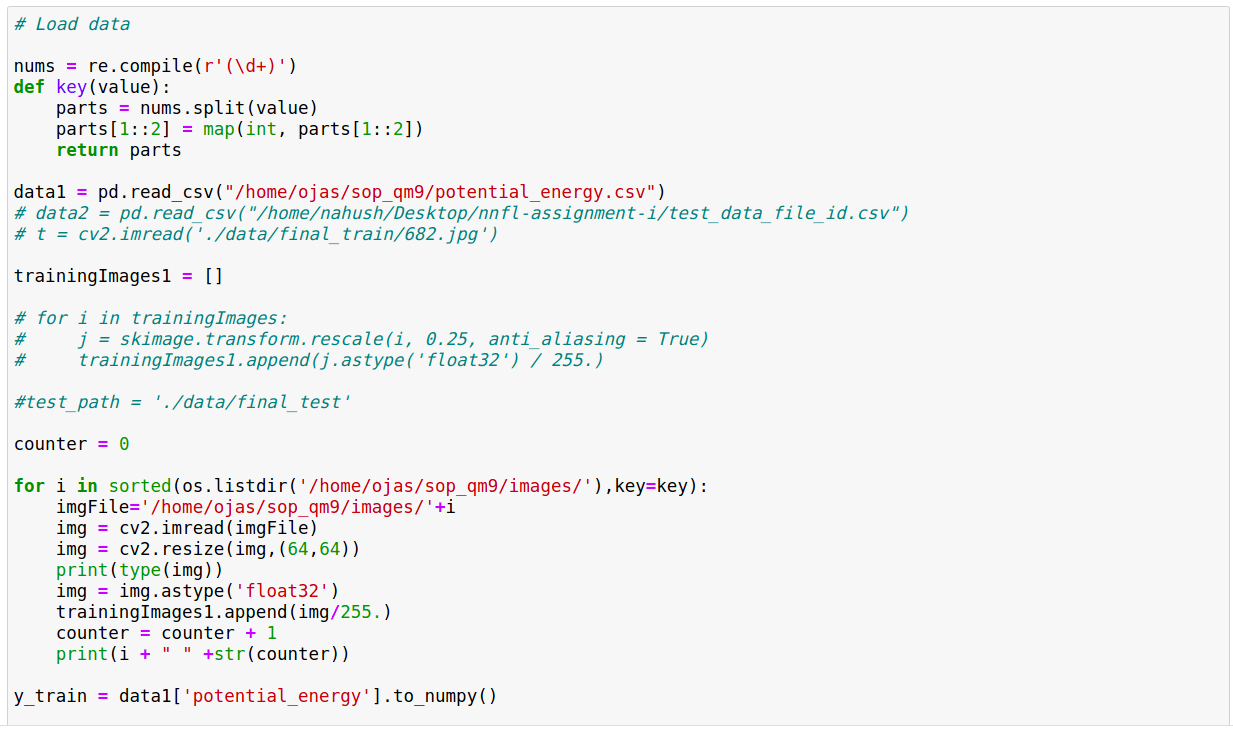 # Load data

nums = re.compile(r'(\d+)')
def key(value):
    parts = nums.split(value)
    parts[1::2] = map(int, parts[1::2])
    return parts

data1 = pd.read_csv("/home/ojas/sop_qm9/potential_energy.csv")
# data2 = pd.read_csv("/home/nahush/Desktop/nnfl-assignment-i/test_data_file_id.csv")
# t = cv2.imread('./data/final_train/682.jpg')

trainingImages1 = []

# for i in trainingImages:
#     j = skimage.transform.rescale(i, 0.25, anti_aliasing = True)
#     trainingImages1.append(j.astype('float32') / 255.)

#test_path = './data/final_test'

counter = 0

for i in sorted(os.listdir('/home/ojas/sop_qm9/images/'),key=key):
    imgFile='/home/ojas/sop_qm9/images/'+i
    img = cv2.imread(imgFile)
    img = cv2.resize(img,(64,64))
    print(type(img))
    img = img.astype('float32')
    trainingImages1.append(img/255.)
    counter = counter + 1
    print(i + " " +str(counter))

y_train = data1['potential_energy'].to_numpy()